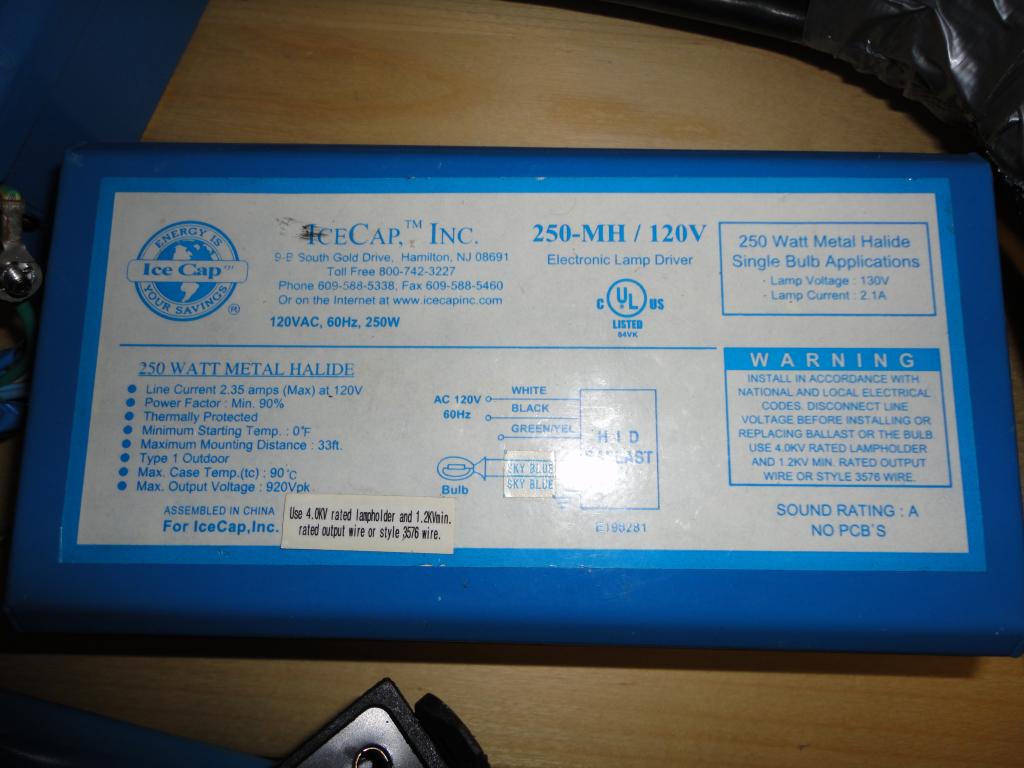 ENERGY IS
Ice Cap™
YOUR SAVINGS
®
ICECAP,™ INC.
9-B South Gold Drive, Hamilton, NJ 08691
Toll Free 800-742-3227
Phone 609-588-5338, Fax 609-588-5460
Or on the Internet at www.icecapinc.com
120VAC, 60Hz, 250W
250-MH / 120V
Electronic Lamp Driver
C UL US
LISTED
250 Watt Metal Halide
Single Bulb Applications
· Lamp Voltage : 130V
· Lamp Current : 2.1A
250 WATT METAL HALIDE
● Line Current 2.35 amps (Max) at 120V
● Power Factor : Min. 90%
● Thermally Protected
● Minimum Starting Temp. : 0°F
● Maximum Mounting Distance : 33ft.
● Type 1 Outdoor
● Max. Case Temp.(tc) : 90°C
● Max. Output Voltage : 920Vpk
ASSEMBLED IN CHINA
For IceCap,Inc.
Use 4.0KV rated lampholder and 1.2KVmin.
rated output wire or style 3576 wire.
AC 120V
60Hz
WHITE
BLACK
GREEN/YEL
HID
BALLAST
Bulb
SKY BLUE
SKY BLUE
E199281
WARNING
INSTALL IN ACCORDANCE WITH
NATIONAL AND LOCAL ELECTRICAL
CODES. DISCONNECT LINE
VOLTAGE BEFORE INSTALLING OR
REPLACING BALLAST OR THE BULB.
USE 4.0KV RATED LAMPHOLDER
AND 1.2KV MIN. RATED OUTPUT
WIRE OR STYLE 3576 WIRE.
SOUND RATING : A
NO PCB'S